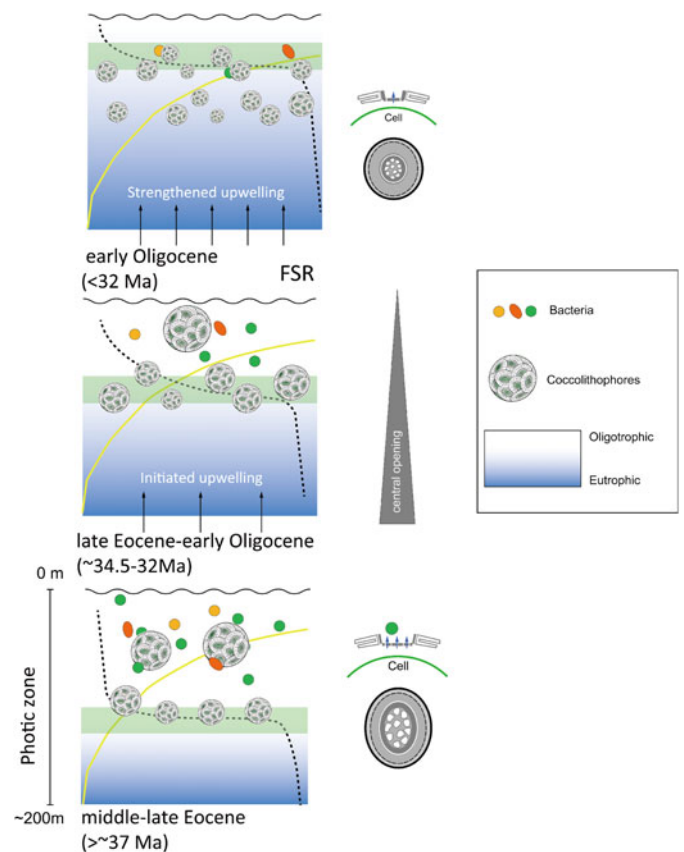 Strengthened upwelling
early Oligocene
(<32 Ma)
FSR
Cell
Initiated upwelling
late Eocene-early Oligocene
(~34.5-32Ma)
central opening
Bacteria
Coccolithophores
Oligotrophic
Eutrophic
0 m
Photic zone
~200m
middle-late Eocene
(>~37 Ma)
Cell